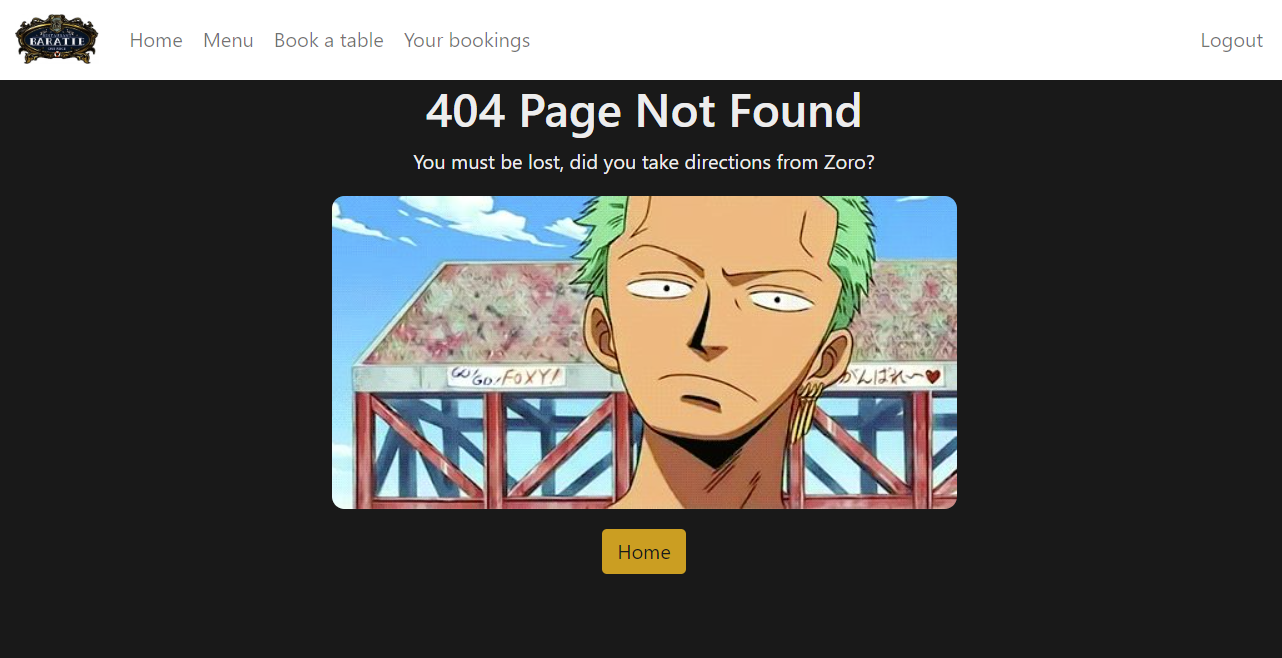 BARATIE
Home Menu Book a table Your bookings Logout
404 Page Not Found
You must be lost, did you take directions from Zoro?
GO! GO! FOXY!
がんばれ〜♥
Home